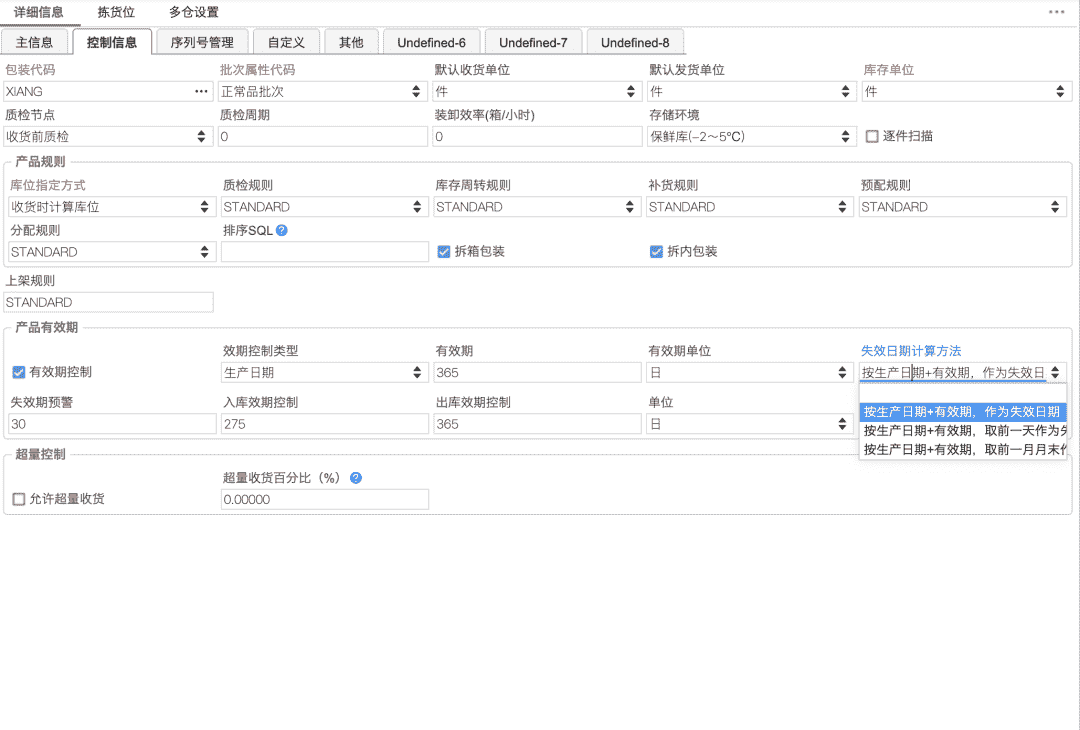 详细信息 拣货位 多仓设置
主信息 控制信息 序列号管理 自定义 其他 Undefined-6 Undefined-7 Undefined-8
包装代码 批次属性代码 默认收货单位 默认发货单位 库存单位
XIANG 正常品批次 件 件 件
质检节点 质检周期 装卸效率(箱/小时) 存储环境
收货前质检 0 0 保鲜库(-2～5℃) 逐件扫描
产品规则
库位指定方式 质检规则 库存周转规则 补货规则 预配规则
收货时计算库位 STANDARD STANDARD STANDARD STANDARD
分配规则 排序SQL ?
STANDARD 拆箱包装 拆内包装
上架规则
STANDARD
产品有效期
效期控制类型 有效期 有效期单位 失效日期计算方法
有效期控制 生产日期 365 日 按生产日期+有效期，作为失效日
失效期预警 入库效期控制 出库效期控制 单位
按生产日期+有效期，作为失效日期
30 275 365 日
按生产日期+有效期，取前一天作为失
按生产日期+有效期，取前一月月末作
超量控制
超量收货百分比（%） ?
允许超量收货 0.00000